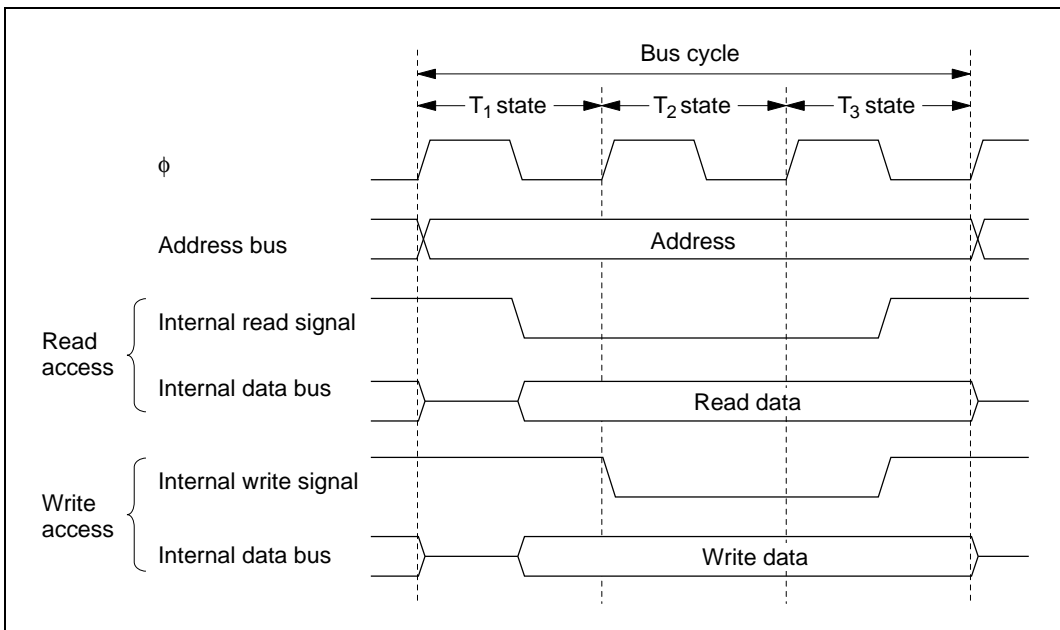 Bus cycle
T₁ state T₂ state T₃ state
ϕ
Address bus Address
Read
access
Internal read signal
Internal data bus Read data
Write
access
Internal write signal
Internal data bus Write data